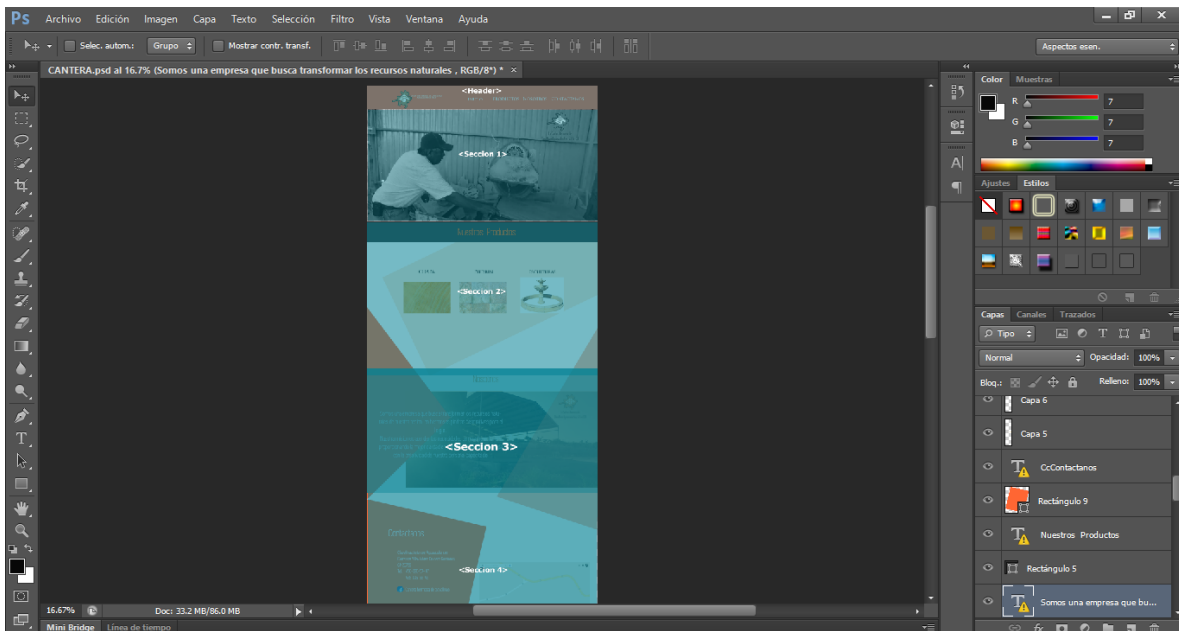 Ps Archivo Edición Imagen Capa Texto Selección Filtro Vista Ventana Ayuda
Selec. autom.: Grupo Mostrar contr. transf. Aspectos esen.
CANTERA.psd al 16.7% (Somos una empresa que busca transformar los recursos naturales , RGB/8*) * ×
<Header>
<Seccion 1>
Nuestros Productos
<Seccion 2>
Nosotros
<Seccion 3>
Contactanos
<Seccion 4>
16.67% Doc: 33.2 MB/86.0 MB
Mini Bridge Línea de tiempo
Color Muestras
R 7
G 7
B 7
Ajustes Estilos
Capas Canales Trazados
Tipo
Normal Opacidad: 100%
Bloq.: Relleno: 100%
Capa 6
Capa 5
CcContactanos
Rectángulo 9
Nuestros Productos
Rectángulo 5
Somos una empresa que bu...